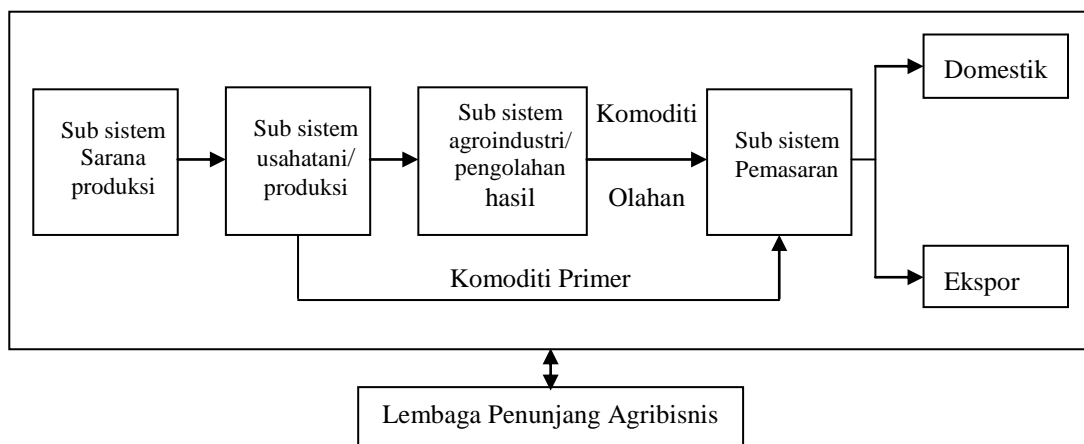 Sub sistem
Sarana
produksi
Sub sistem
usahatani/
produksi
Sub sistem
agroindustri/
pengolahan
hasil
Komoditi
Olahan
Sub sistem
Pemasaran
Domestik
Ekspor
Komoditi Primer
Lembaga Penunjang Agribisnis